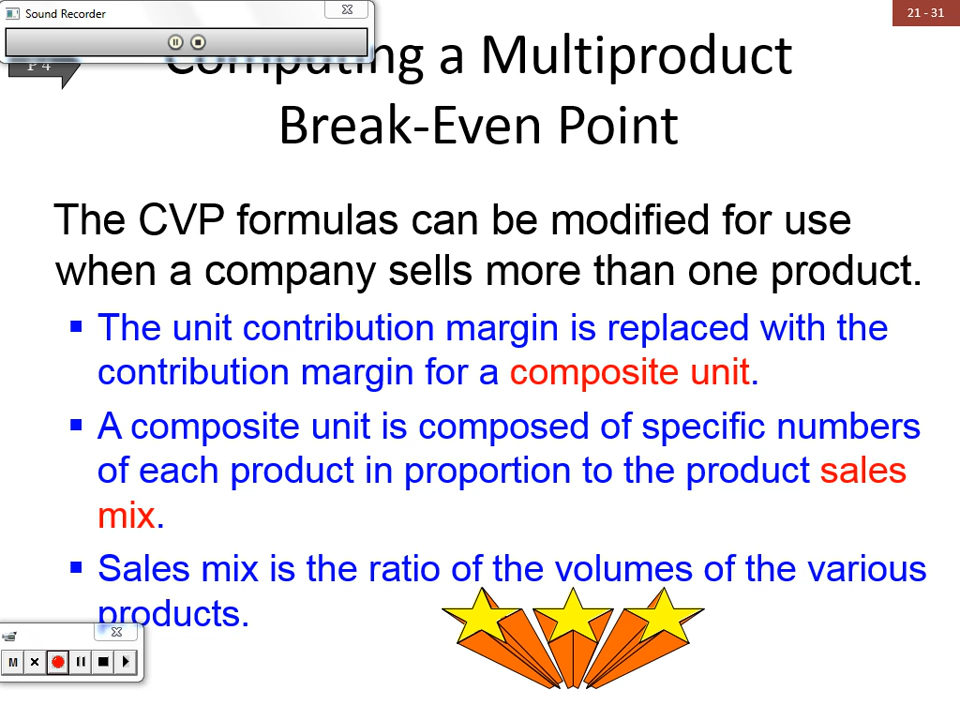 Sound Recorder
21 - 31
P 4
Computing a Multiproduct
Break-Even Point
The CVP formulas can be modified for use
when a company sells more than one product.
▪ The unit contribution margin is replaced with the
contribution margin for a composite unit.
▪ A composite unit is composed of specific numbers
of each product in proportion to the product sales
mix.
▪ Sales mix is the ratio of the volumes of the various
products.
M